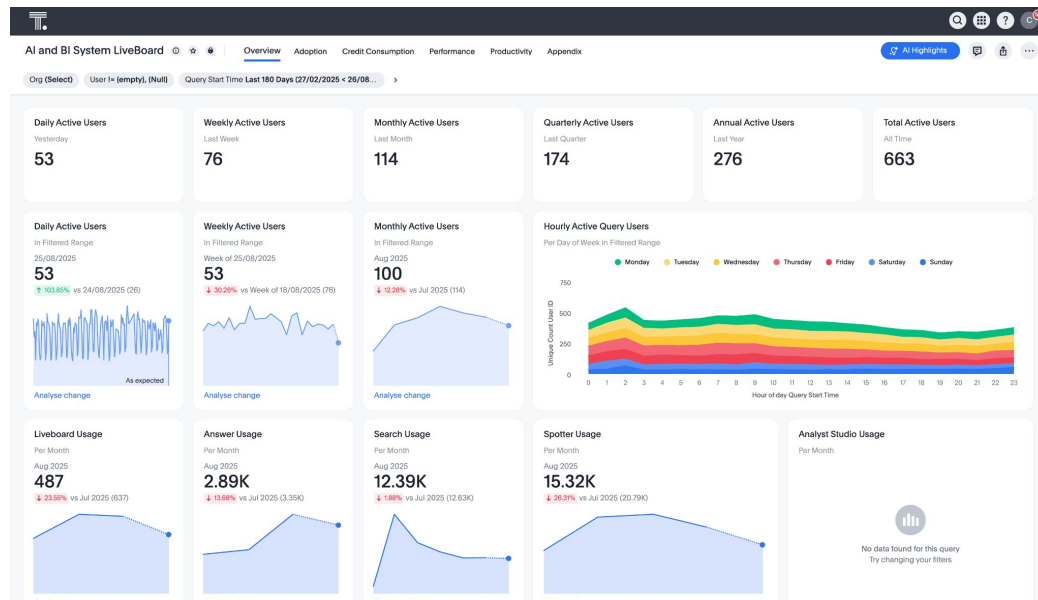 T.
?
C
AI and BI System LiveBoard
Overview
Adoption
Credit Consumption
Performance
Productivity
Appendix
AI Highlights
Org (Select)
User != {empty}, {Null}
Query Start Time Last 180 Days (27/02/2025 < 26/08...
Daily Active Users
Yesterday
53
Weekly Active Users
Last Week
76
Monthly Active Users
Last Month
114
Quarterly Active Users
Last Quarter
174
Annual Active Users
Last Year
276
Total Active Users
All Time
663
Daily Active Users
In Filtered Range
25/08/2025
53
↑ 103.85% vs 24/08/2025 (26)
As expected
Analyse change
Weekly Active Users
In Filtered Range
Week of 25/08/2025
53
↓ 30.26% vs Week of 18/08/2025 (76)
Analyse change
Monthly Active Users
In Filtered Range
Aug 2025
100
↓ 12.28% vs Jul 2025 (114)
Analyse change
Hourly Active Query Users
Per Day of Week in Filtered Range
Monday Tuesday Wednesday Thursday Friday Saturday Sunday
Unique Count User ID
750
500
250
0
0 1 2 3 4 5 6 7 8 9 10 11 12 13 14 15 16 17 18 19 20 21 22 23
Hour of day Query Start Time
Liveboard Usage
Per Month
Aug 2025
487
↓ 23.55% vs Jul 2025 (637)
Answer Usage
Per Month
Aug 2025
2.89K
↓ 13.68% vs Jul 2025 (3.35K)
Search Usage
Per Month
Aug 2025
12.39K
↓ 1.88% vs Jul 2025 (12.63K)
Spotter Usage
Per Month
Aug 2025
15.32K
↓ 26.31% vs Jul 2025 (20.79K)
Analyst Studio Usage
Per Month
No data found for this query
Try changing your filters